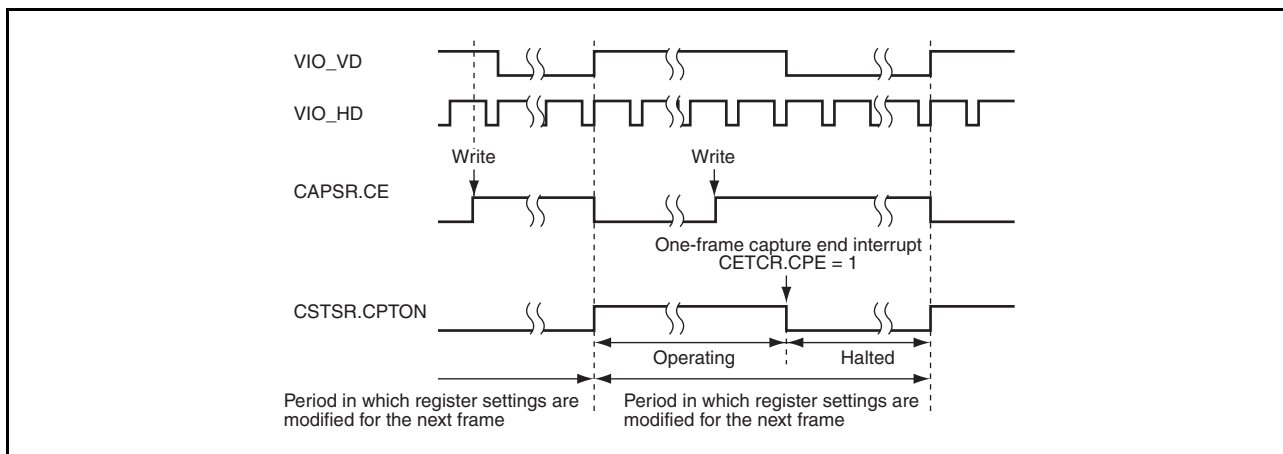 VIO_VD
VIO_HD
Write
Write
CAPSR.CE
One-frame capture end interrupt
CETCR.CPE = 1
CSTSR.CPTON
Operating
Halted
Period in which register settings are
modified for the next frame
Period in which register settings are
modified for the next frame